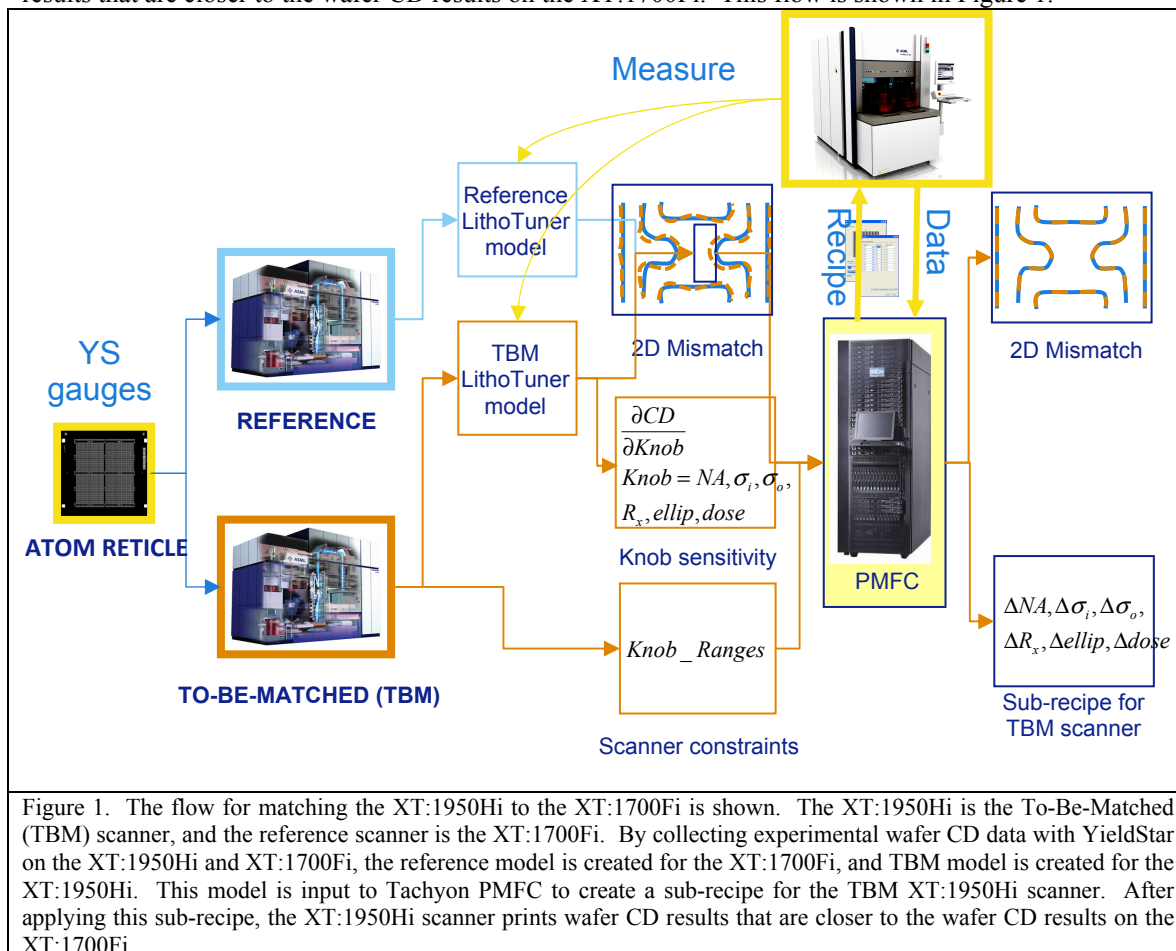 results that are closer to the wafer CD results on the XT:1700Fi. This flow is shown in Figure 1.
Measure
Reference
LithoTuner
model
Recipe
Data
YS
gauges
TBM
LithoTuner
model
2D Mismatch
2D Mismatch
REFERENCE
∂CD
∂Knob
Knob = NA, σᵢ, σₒ,
Rₓ, ellip, dose
ATOM RETICLE
Knob sensitivity
PMFC
Knob _ Ranges
ΔNA, Δσᵢ, Δσₒ,
ΔRₓ, Δellip, Δdose
TO-BE-MATCHED (TBM)
Sub-recipe for
TBM scanner
Scanner constraints
Figure 1. The flow for matching the XT:1950Hi to the XT:1700Fi is shown. The XT:1950Hi is the To-Be-Matched
(TBM) scanner, and the reference scanner is the XT:1700Fi. By collecting experimental wafer CD data with YieldStar
on the XT:1950Hi and XT:1700Fi, the reference model is created for the XT:1700Fi, and TBM model is created for the
XT:1950Hi. This model is input to Tachyon PMFC to create a sub-recipe for the TBM XT:1950Hi scanner. After
applying this sub-recipe, the XT:1950Hi scanner prints wafer CD results that are closer to the wafer CD results on the
XT:1700Fi